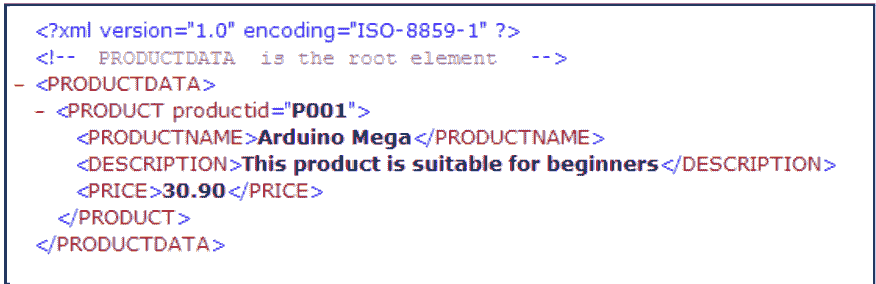 <?xml version="1.0" encoding="ISO-8859-1" ?>
<!-- PRODUCTDATA is the root element -->
- <PRODUCTDATA>
- <PRODUCT productid="P001">
<PRODUCTNAME>Arduino Mega</PRODUCTNAME>
<DESCRIPTION>This product is suitable for beginners</DESCRIPTION>
<PRICE>30.90</PRICE>
</PRODUCT>
</PRODUCTDATA>